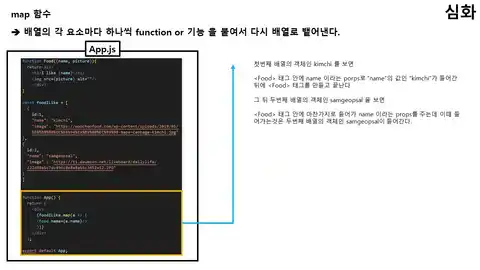 map 함수
심화
➔ 배열의 각 요소마다 하나씩 function or 기능 을 붙여서 다시 배열로 뱉어낸다.
App.js
function Food({name, picture}){
return <div>
<h3>I like {name}</h3>
<img src={picture} alt=""/>
</div>
}
const foodILike = [
{
id:1,
"name": "kimchi",
},
{
id:2,
"name": "samgeopsal",
function App() {
return (
<div>
{foodILike.map(e => (
<Food name={e.name}/>
))}
</div>
);
export default App;
첫번째 배열의 객체인 kimchi 를 보면
<Food> 태그 안에 name 이라는 porps로 "name"의 값인 "kimchi"가 들어간
뒤에 <Food> 태그를 만들고 끝난다
그 뒤 두번째 배열의 객체인 samgeopsal 을 보면
<Food> 태그 안에 마찬가지로 들어가 name 이라는 props를 주는데 이때 들
어가는것은 두번째 배열의 객체인 samgeopsal이 들어간다.